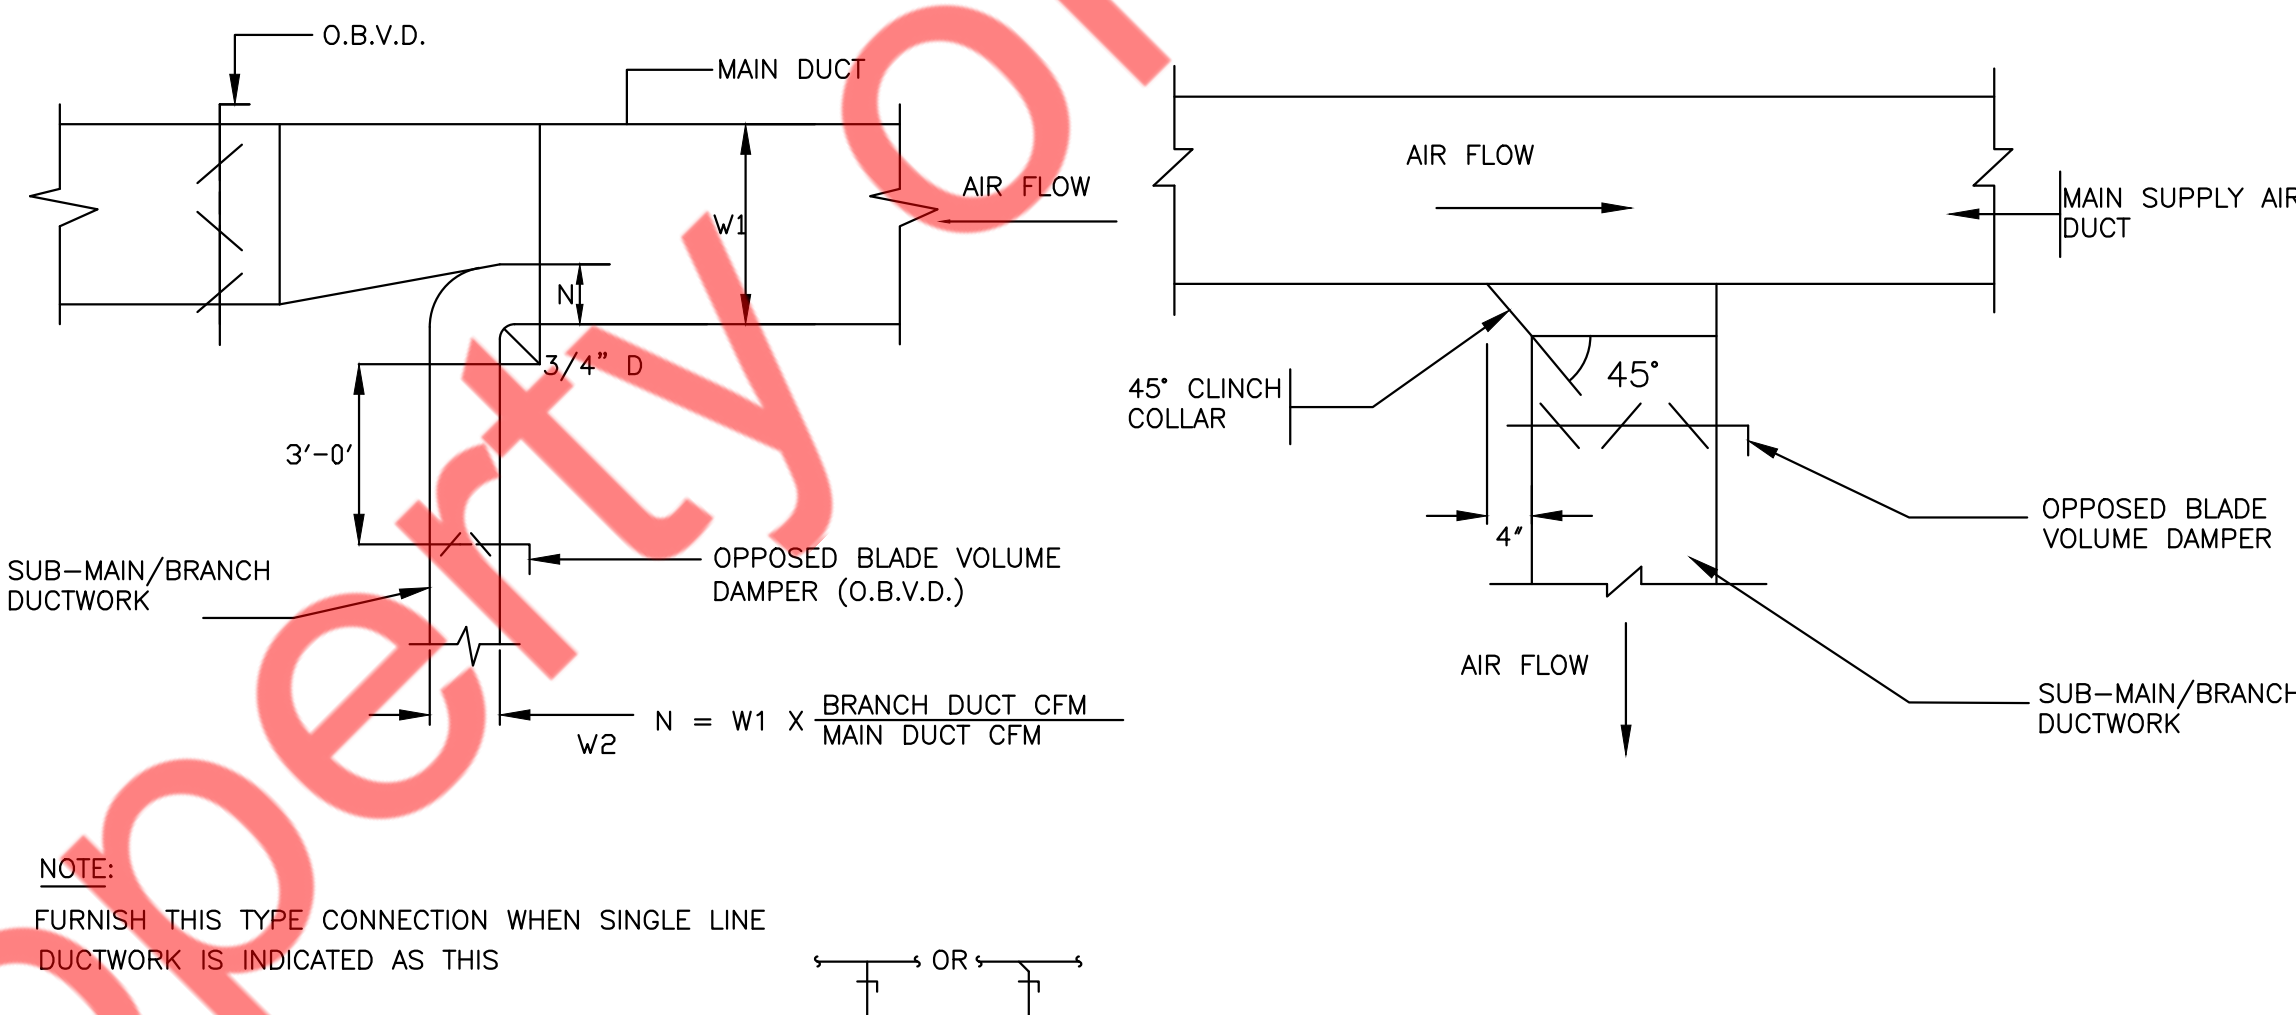 O.B.V.D.
MAIN DUCT
AIR FLOW
W1
N
3/4" D
3'-0'
SUB-MAIN/BRANCH
DUCTWORK
OPPOSED BLADE VOLUME
DAMPER (O.B.V.D.)
N = W1 X BRANCH DUCT CFM
MAIN DUCT CFM
W2
NOTE:
FURNISH THIS TYPE CONNECTION WHEN SINGLE LINE
DUCTWORK IS INDICATED AS THIS
OR
AIR FLOW
MAIN SUPPLY AIR
DUCT
45° CLINCH
COLLAR
45°
4"
OPPOSED BLADE
VOLUME DAMPER
AIR FLOW
SUB-MAIN/BRANCH
DUCTWORK